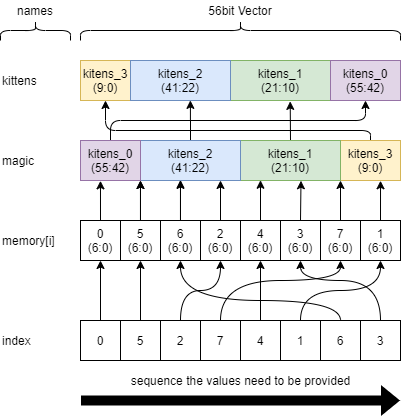 names 56bit Vector
kittens
kitens_3 kitens_2 kitens_1 kitens_0
(9:0) (41:22) (21:10) (55:42)
magic
kitens_0 kitens_2 kitens_1 kitens_3
(55:42) (41:22) (21:10) (9:0)
memory[i]
0 5 6 2 4 3 7 1
(6:0) (6:0) (6:0) (6:0) (6:0) (6:0) (6:0) (6:0)
index 0 5 2 7 4 1 6 3
sequence the values need to be provided